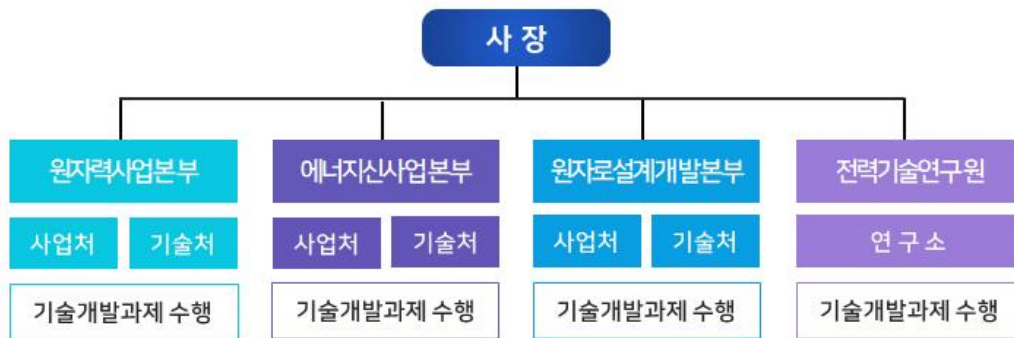 사 장
원자력사업본부 에너지신사업본부 원자로설계개발본부 전력기술연구원
사업처 기술처 사업처 기술처 사업처 기술처 연 구 소
기술개발과제 수행 기술개발과제 수행 기술개발과제 수행 기술개발과제 수행